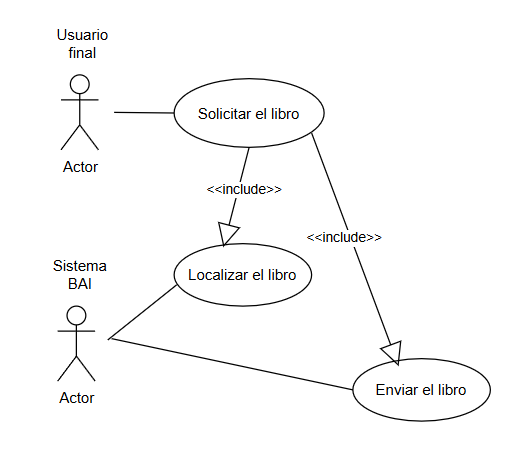 Usuario
final
Solicitar el libro
Actor
<<include>>
<<include>>
Sistema
BAI
Localizar el libro
Actor
Enviar el libro